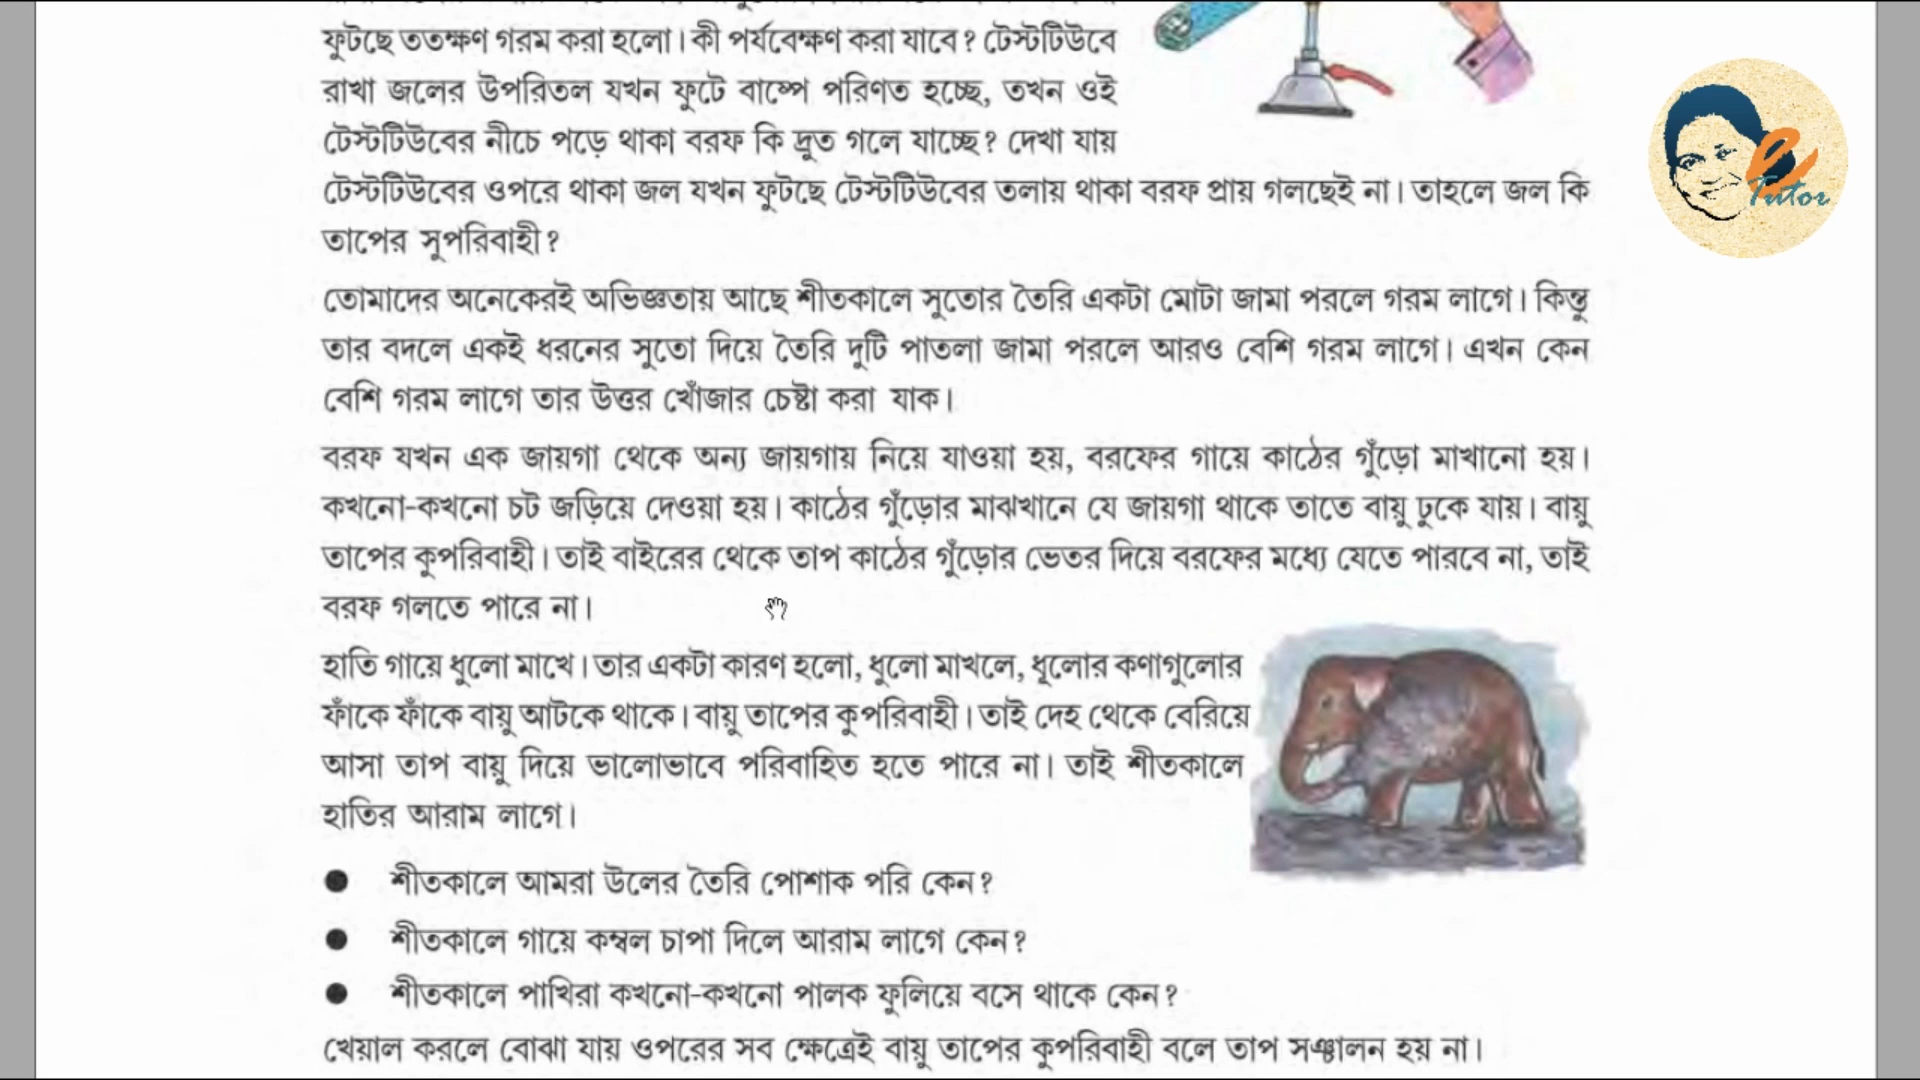 ফুটছে ততক্ষণ গরম করা হলো। কী পর্যবেক্ষণ করা যাবে? টেস্টটিউবে
রাখা জলের উপরিতল যখন ফুটে বাষ্পে পরিণত হচ্ছে, তখন ওই
টেস্টটিউবের নীচে পড়ে থাকা বরফ কি দ্রুত গলে যাচ্ছে? দেখা যায়
টেস্টটিউবের ওপরে থাকা জল যখন ফুটছে টেস্টটিউবের তলায় থাকা বরফ প্রায় গলছেই না। তাহলে জল কি
তাপের সুপরিবাহী?
তোমাদের অনেকেরই অভিজ্ঞতায় আছে শীতকালে সুতোর তৈরি একটা মোটা জামা পরলে গরম লাগে। কিন্তু
তার বদলে একই ধরনের সুতো দিয়ে তৈরি দুটি পাতলা জামা পরলে আরও বেশি গরম লাগে। এখন কেন
বেশি গরম লাগে তার উত্তর খোঁজার চেষ্টা করা যাক।
বরফ যখন এক জায়গা থেকে অন্য জায়গায় নিয়ে যাওয়া হয়, বরফের গায়ে কাঠের গুঁড়ো মাখানো হয়।
কখনো-কখনো চট জড়িয়ে দেওয়া হয়। কাঠের গুঁড়োর মাঝখানে যে জায়গা থাকে তাতে বায়ু ঢুকে যায়। বায়ু
তাপের কুপরিবাহী। তাই বাইরের থেকে তাপ কাঠের গুঁড়োর ভেতর দিয়ে বরফের মধ্যে যেতে পারবে না, তাই
বরফ গলতে পারে না।
হাতি গায়ে ধুলো মাখে। তার একটা কারণ হলো, ধুলো মাখলে, ধূলোর কণাগুলোর
ফাঁকে ফাঁকে বায়ু আটকে থাকে। বায়ু তাপের কুপরিবাহী। তাই দেহ থেকে বেরিয়ে
আসা তাপ বায়ু দিয়ে ভালোভাবে পরিবাহিত হতে পারে না। তাই শীতকালে
হাতির আরাম লাগে।
● শীতকালে আমরা উলের তৈরি পোশাক পরি কেন?
● শীতকালে গায়ে কম্বল চাপা দিলে আরাম লাগে কেন?
● শীতকালে পাখিরা কখনো-কখনো পালক ফুলিয়ে বসে থাকে কেন?
খেয়াল করলে বোঝা যায় ওপরের সব ক্ষেত্রেই বায়ু তাপের কুপরিবাহী বলে তাপ সঞ্চালন হয় না।
e Tutor